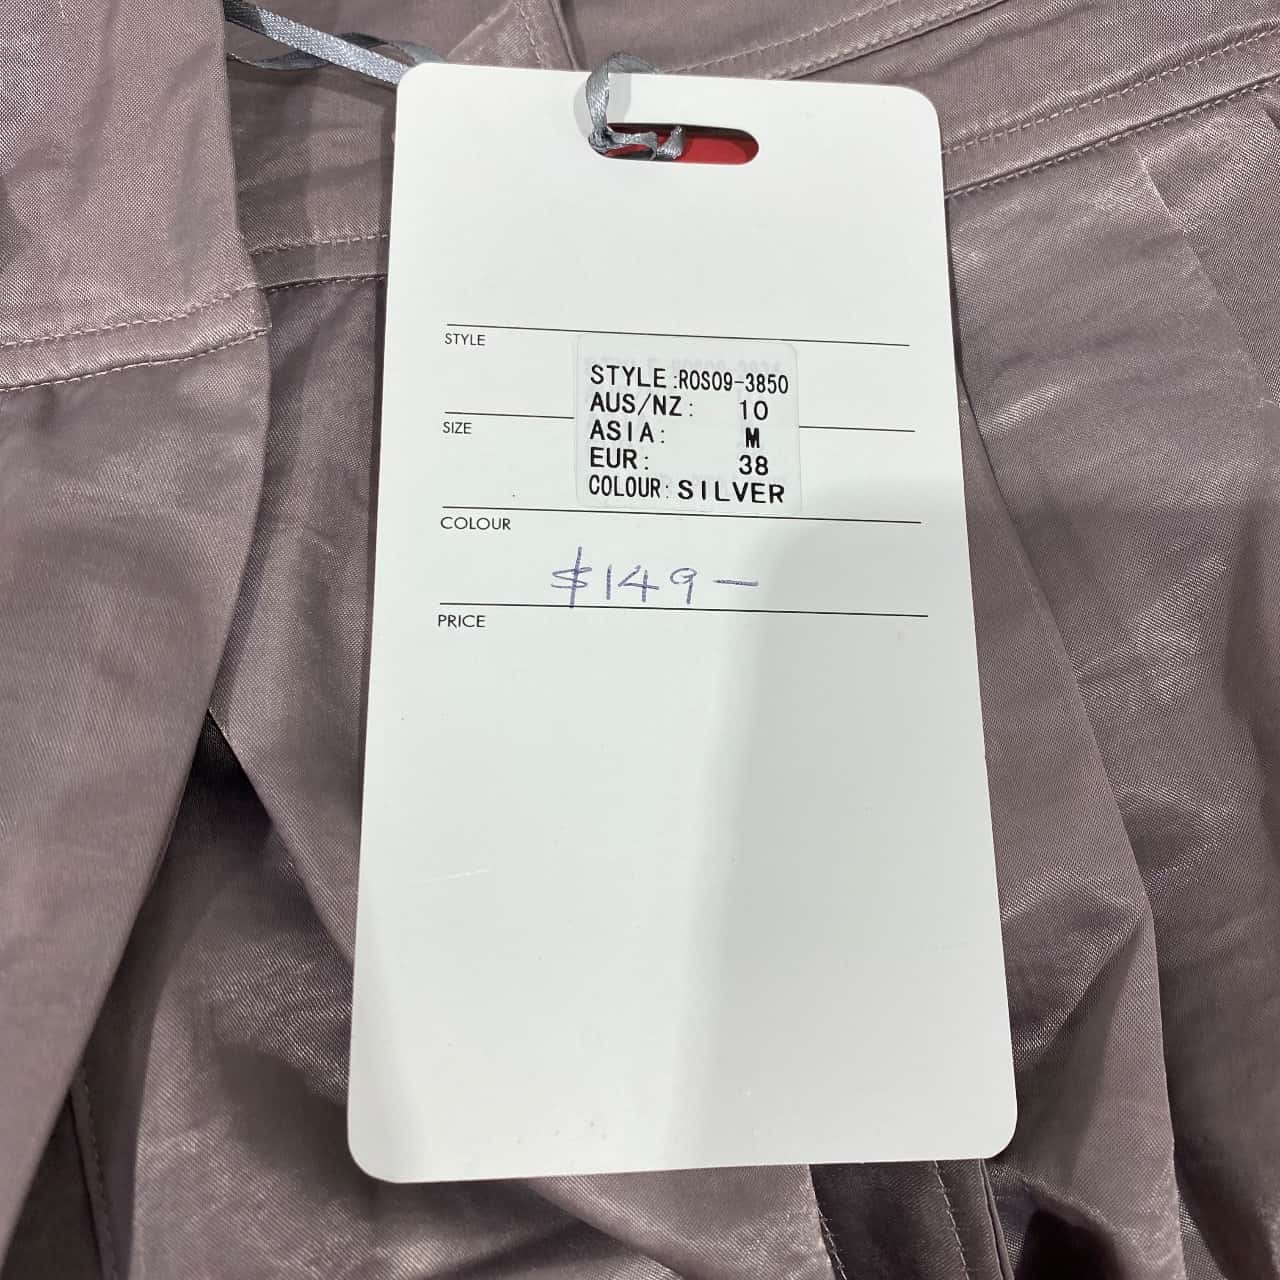 STYLE
STYLE:ROS09-3850
AUS/NZ: 10
SIZE
ASIA: M
EUR: 38
COLOUR: SILVER
COLOUR
$149-
PRICE